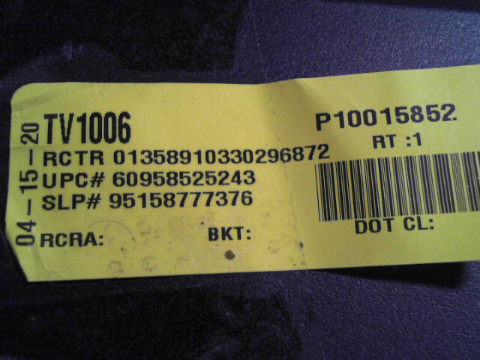 04-15-20
TV1006
P10015852
RCTR 01358910330296872
RT :1
UPC# 60958525243
SLP# 95158777376
RCRA:
BKT:
DOT CL: